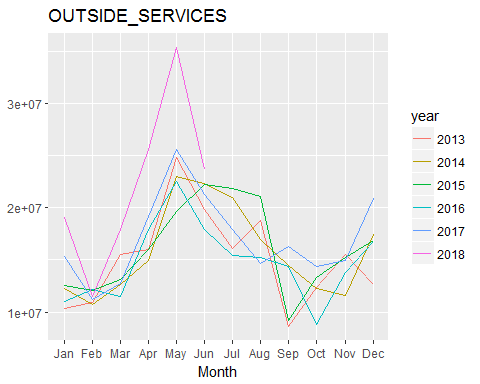 OUTSIDE_SERVICES
3e+07
2e+07
1e+07
Jan Feb Mar Apr May Jun Jul Aug Sep Oct Nov Dec
Month
year
2013
2014
2015
2016
2017
2018